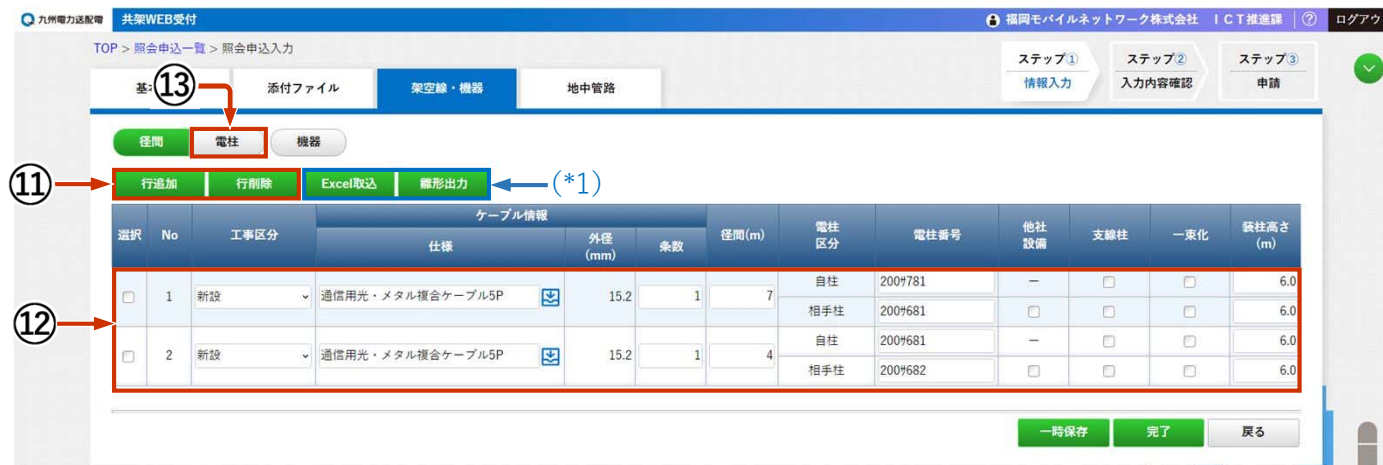 九州電力送配電 共架WEB受付 福岡モバイルネットワーク株式会社 ＩＣＴ推進課 ? ログアウ
TOP > 照会申込一覧 > 照会申込入力
ステップ① ステップ② ステップ③
情報入力 入力内容確認 申請
⑬
添付ファイル 架空線・機器 地中管路
径間 電柱 機器
⑪ 行追加 行削除 Excel取込 雛形出力 (*1)
選択 No 工事区分 ケーブル情報 径間(m) 電柱区分 電柱番号 他社設備 支線柱 一束化 装柱高さ(m)
仕様 外径(mm) 条数
⑫
1 新設 通信用光・メタル複合ケーブル5P 15.2 1 7 自柱 200ｻ781 － 6.0
相手柱 200ｻ681 6.0
2 新設 通信用光・メタル複合ケーブル5P 15.2 1 4 自柱 200ｻ681 － 6.0
相手柱 200ｻ682 6.0
一時保存 完了 戻る